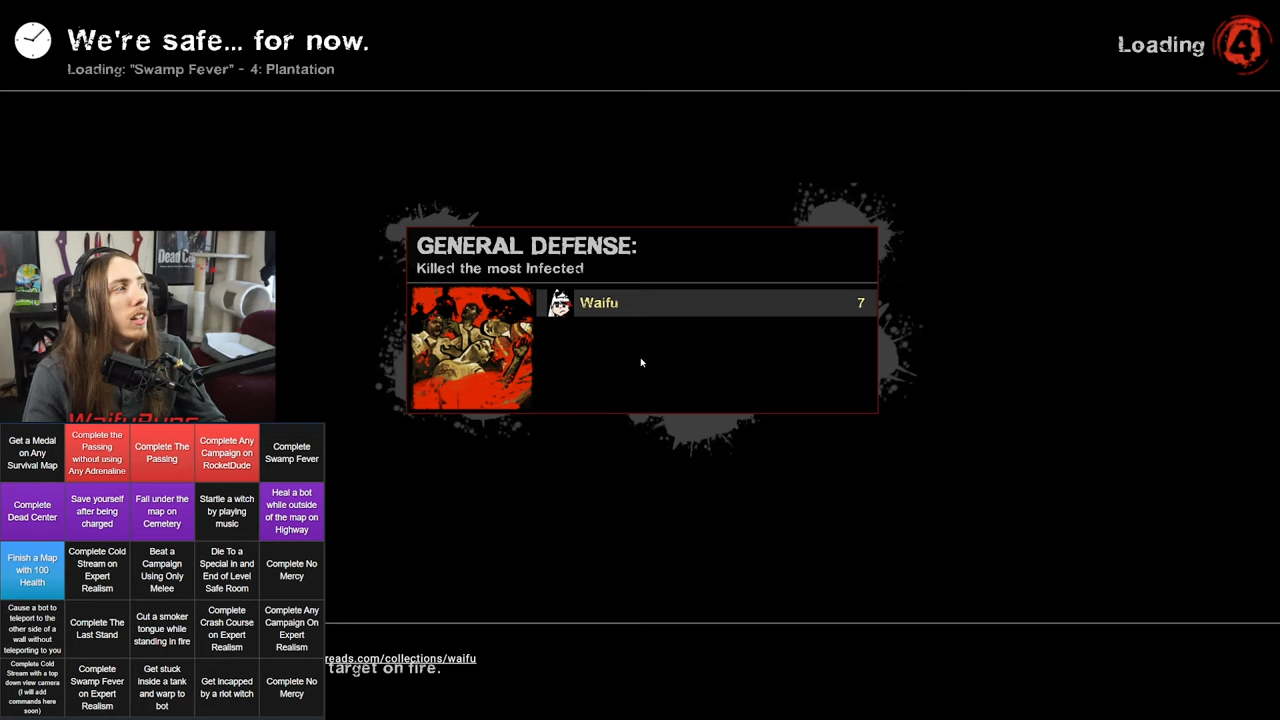 We're safe... for now.
Loading: "Swamp Fever" - 4: Plantation
Loading
4
GENERAL DEFENSE:
Killed the most Infected
Waifu 7
Dead Ce
WaifuRuns
Get a Medal
on Any
Survival Map
Complete the
Passing
without using
Any Adrenaline
Complete The
Passing
Complete Any
Campaign on
RocketDude
Complete
Swamp Fever
Complete
Dead Center
Save yourself
after being
charged
Fall under the
map on
Cemetery
Startle a witch
by playing
music
Heal a bot
while outside
of the map on
Highway
Finish a Map
with 100
Health
Complete Cold
Stream on
Expert
Realism
Beat a
Campaign
Using Only
Melee
Die To a
Special in and
End of Level
Safe Room
Complete No
Mercy
Cause a bot to
teleport to the
other side of a
wall without
teleporting to you
Complete The
Last Stand
Cut a smoker
tongue while
standing in fire
Complete
Crash Course
on Expert
Realism
Complete Any
Campaign On
Expert
Realism
Complete Cold
Stream with a top
down view camera
(I will add
commands here
soon)
Complete
Swamp Fever
on Expert
Realism
Get stuck
inside a tank
and warp to
bot
Get incapped
by a riot witch
Complete No
Mercy
reads.com/collections/waifu
target on fire.